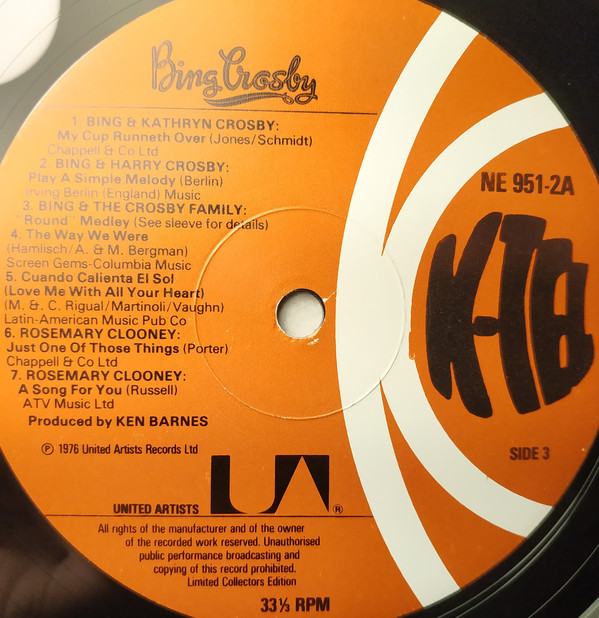 Bing Crosby
1. BING & KATHRYN CROSBY:
My Cup Runneth Over (Jones/Schmidt)
Chappell & Co Ltd
2. BING & HARRY CROSBY:
Play A Simple Melody (Berlin)
Irving Berlin (England) Music
3. BING & THE CROSBY FAMILY:
"Round" Medley (See sleeve for details)
4. The Way We Were
(Hamlisch/A. & M. Bergman)
Screen Gems-Columbia Music
5. Cuando Calienta El Sol
(Love Me With All Your Heart)
(M. & C. Rigual/Martinoli/Vaughn)
Latin-American Music Pub Co
6. ROSEMARY CLOONEY:
Just One Of Those Things (Porter)
Chappell & Co Ltd
7. ROSEMARY CLOONEY:
A Song For You (Russell)
ATV Music Ltd
Produced by KEN BARNES
Ⓟ 1976 United Artists Records Ltd
UNITED ARTISTS UA ®
All rights of the manufacturer and of the owner
of the recorded work reserved. Unauthorised
public performance broadcasting and
copying of this record prohibited.
Limited Collectors Edition
33⅓ RPM
NE 951-2A
K-TEL
SIDE 3